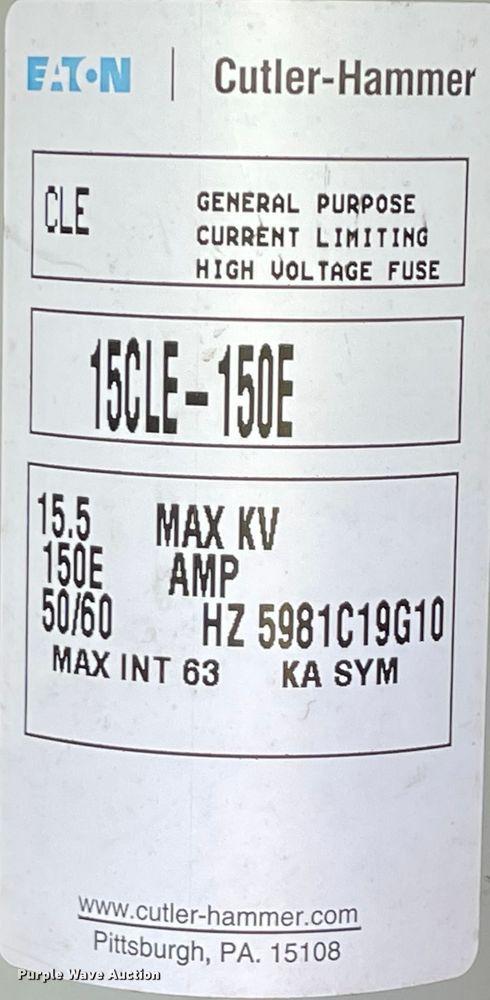 EATON | Cutler-Hammer
CLE
GENERAL PURPOSE
CURRENT LIMITING
HIGH VOLTAGE FUSE
15CLE-150E
15.5 MAX KV
150E AMP
50/60 HZ 5981C19G10
MAX INT 63 KA SYM
www.cutler-hammer.com
Pittsburgh, PA. 15108
Purple Wave Auction